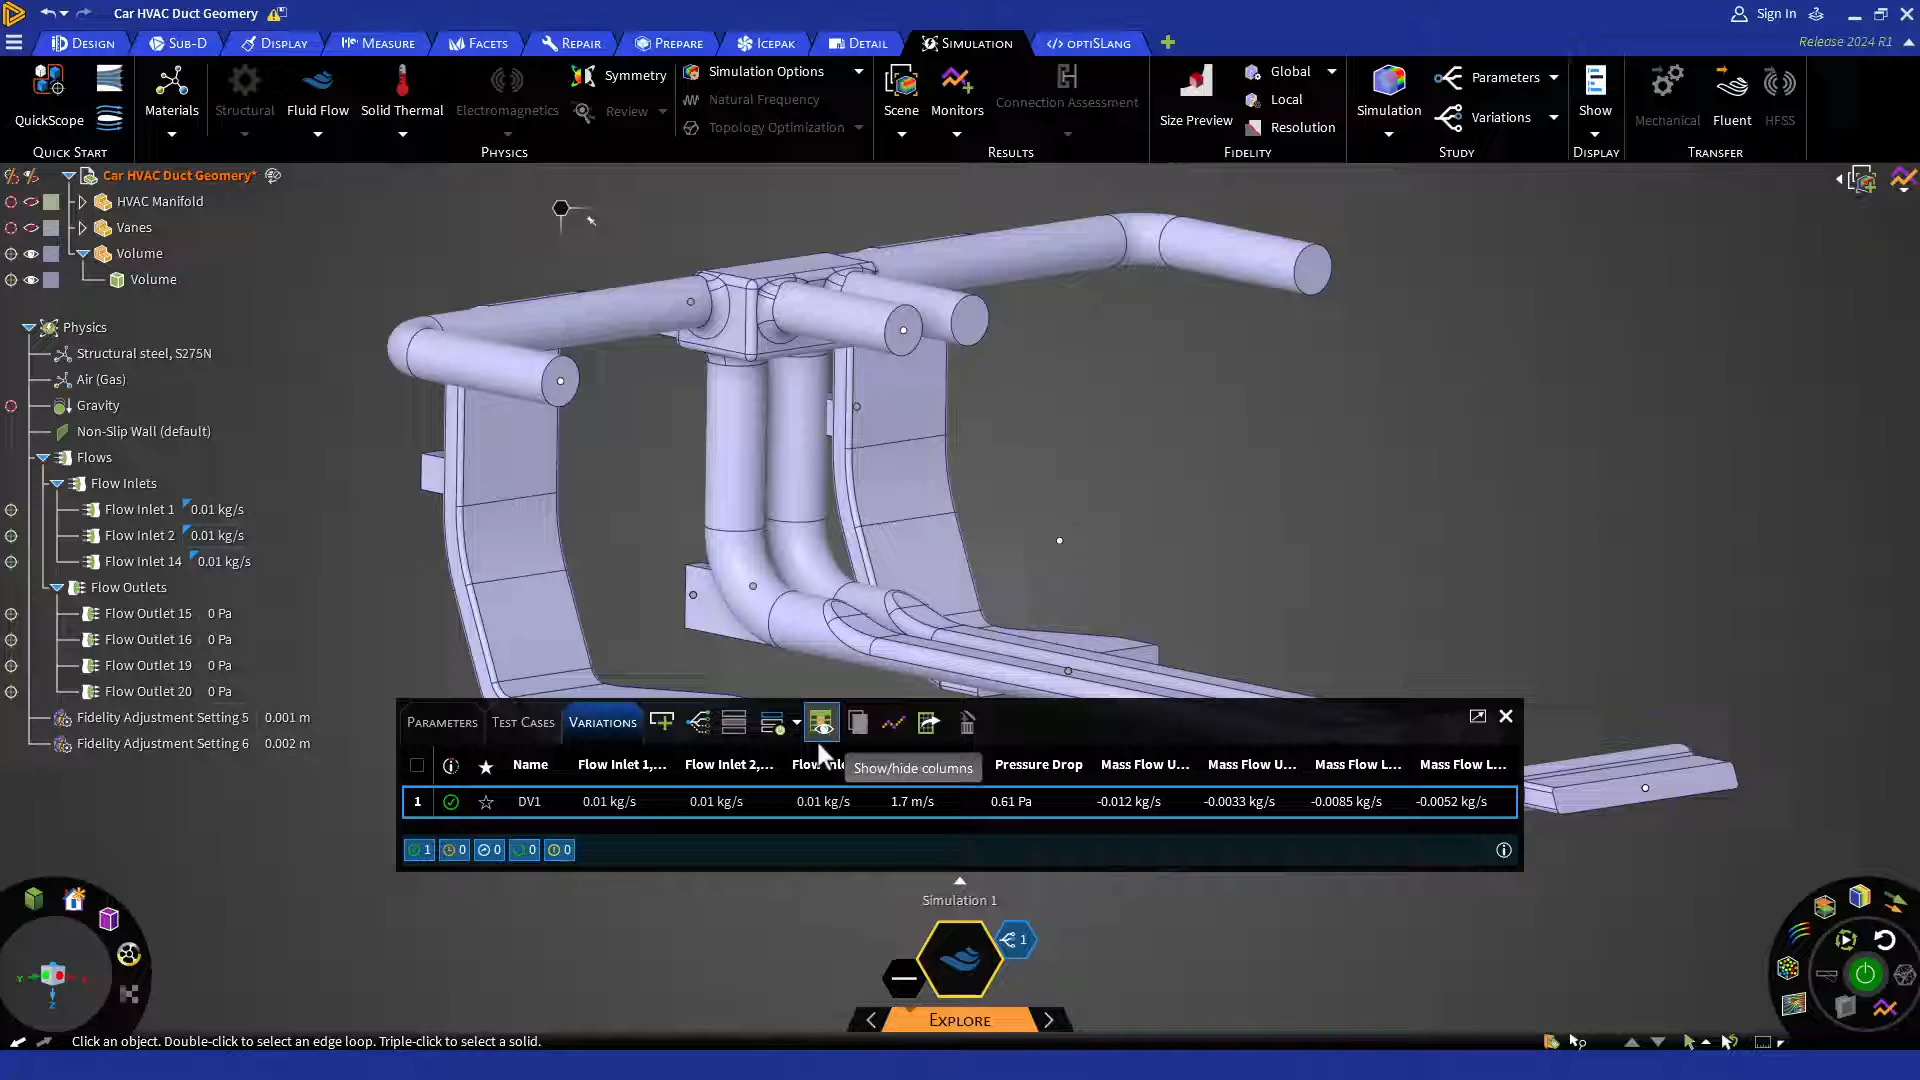 Car HVAC Duct Geometry
Sign In
Design
Sub-D
Display
Measure
Facets
Repair
Prepare
Icepak
Detail
Simulation
optiSLang
Release 2024 R1
QuickScope
Quick Start
Materials
Structural
Fluid Flow
Solid Thermal
Electromagnetics
Symmetry
Review
Physics
Simulation Options
Natural Frequency
Topology Optimization
Scene
Monitors
Connection Assessment
Results
Size Preview
Global
Local
Resolution
Fidelity
Simulation
Parameters
Variations
Study
Show
Display
Mechanical
Fluent
HFSS
Transfer
Car HVAC Duct Geometry*
HVAC Manifold
Vanes
Volume
Volume
Physics
Structural steel, S275N
Air (Gas)
Gravity
Non-Slip Wall (default)
Flows
Flow Inlets
Flow Inlet 1 0.01 kg/s
Flow Inlet 2 0.01 kg/s
Flow Inlet 14 0.01 kg/s
Flow Outlets
Flow Outlet 15 0 Pa
Flow Outlet 16 0 Pa
Flow Outlet 19 0 Pa
Flow Outlet 20 0 Pa
Fidelity Adjustment Setting 5 0.001 m
Fidelity Adjustment Setting 6 0.002 m
Parameters Test Cases Variations
Name Flow Inlet 1,... Flow Inlet 2,... Pressure Drop Mass Flow U... Mass Flow U... Mass Flow L... Mass Flow L...
Show/hide columns
1 DV1 0.01 kg/s 0.01 kg/s 0.01 kg/s 1.7 m/s 0.61 Pa -0.012 kg/s -0.0033 kg/s -0.0085 kg/s -0.0052 kg/s
1 0 0 0 0
Simulation 1
1
Explore
Y
Z
Click an object. Double-click to select an edge loop. Triple-click to select a solid.